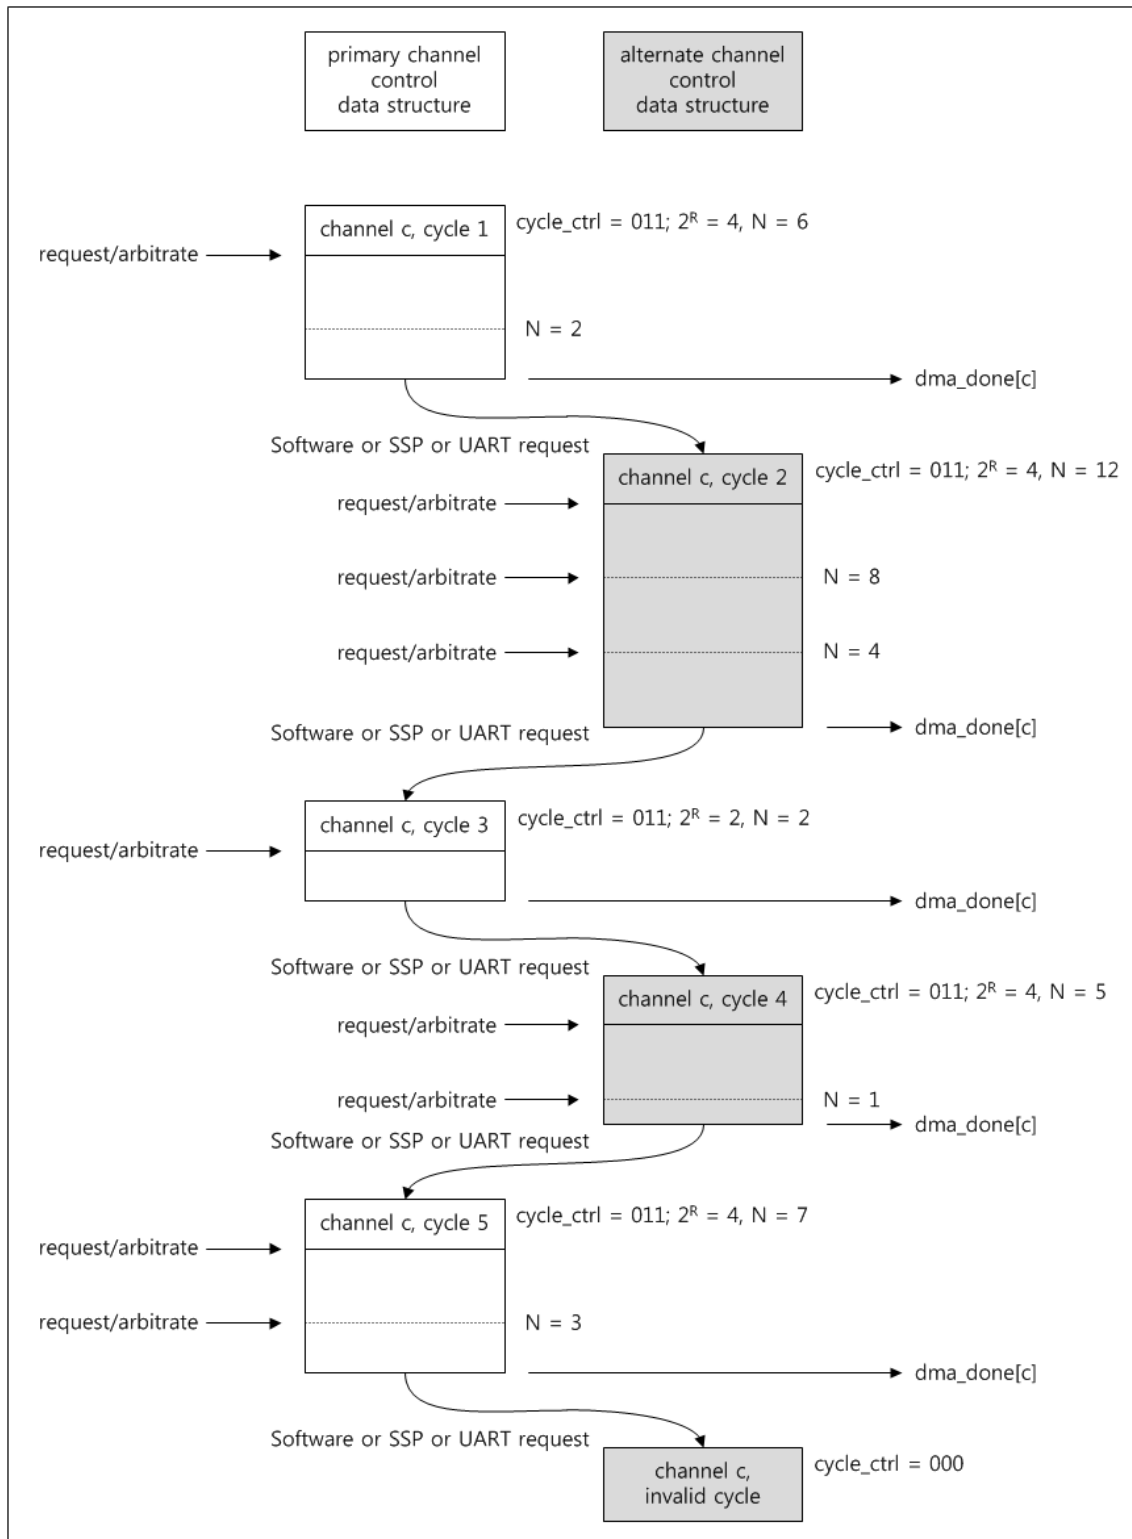 primary channel
control
data structure
alternate channel
control
data structure
channel c, cycle 1
cycle_ctrl = 011; 2ᴿ = 4, N = 6
request/arbitrate
N = 2
dma_done[c]
Software or SSP or UART request
channel c, cycle 2
cycle_ctrl = 011; 2ᴿ = 4, N = 12
request/arbitrate
request/arbitrate
N = 8
request/arbitrate
N = 4
dma_done[c]
Software or SSP or UART request
channel c, cycle 3
cycle_ctrl = 011; 2ᴿ = 2, N = 2
request/arbitrate
dma_done[c]
Software or SSP or UART request
channel c, cycle 4
cycle_ctrl = 011; 2ᴿ = 4, N = 5
request/arbitrate
request/arbitrate
N = 1
dma_done[c]
Software or SSP or UART request
channel c, cycle 5
cycle_ctrl = 011; 2ᴿ = 4, N = 7
request/arbitrate
request/arbitrate
N = 3
dma_done[c]
Software or SSP or UART request
channel c,
invalid cycle
cycle_ctrl = 000